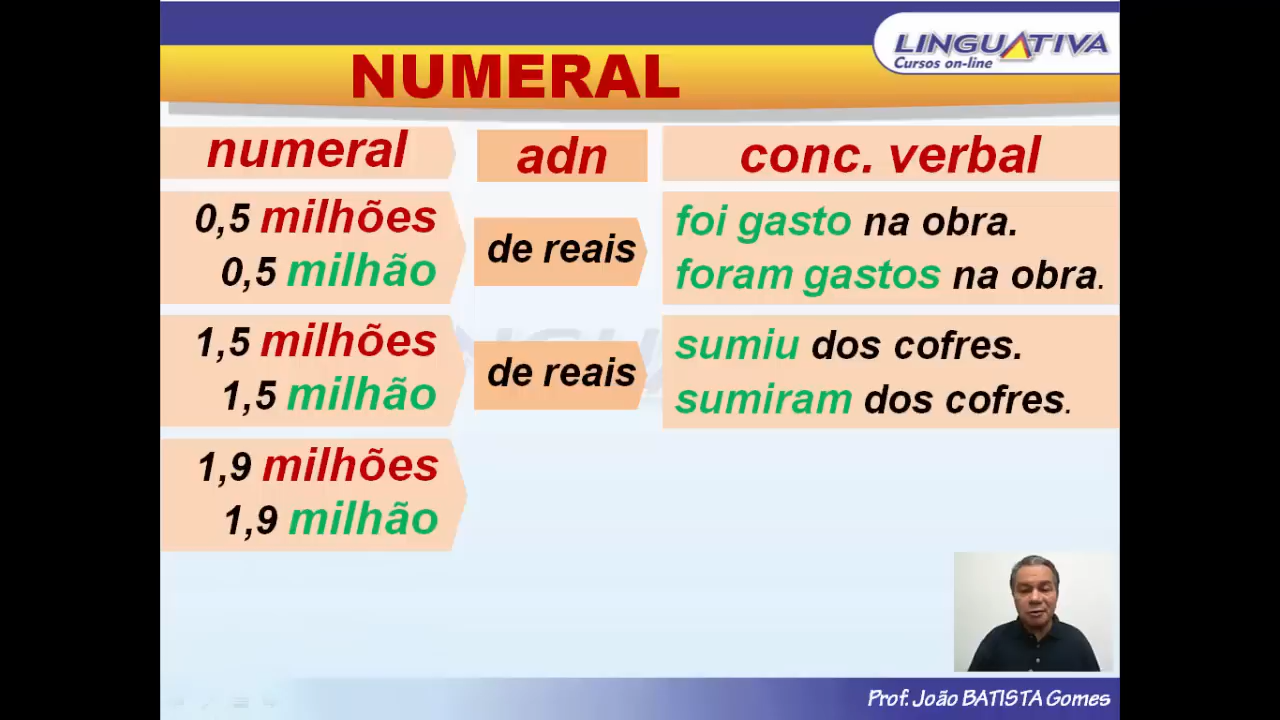 LINGUATIVA
Cursos on-line
NUMERAL
numeral
adn
conc. verbal
0,5 milhões
0,5 milhão
de reais
foi gasto na obra.
foram gastos na obra.
1,5 milhões
1,5 milhão
de reais
sumiu dos cofres.
sumiram dos cofres.
1,9 milhões
1,9 milhão
Prof. João BATISTA Gomes